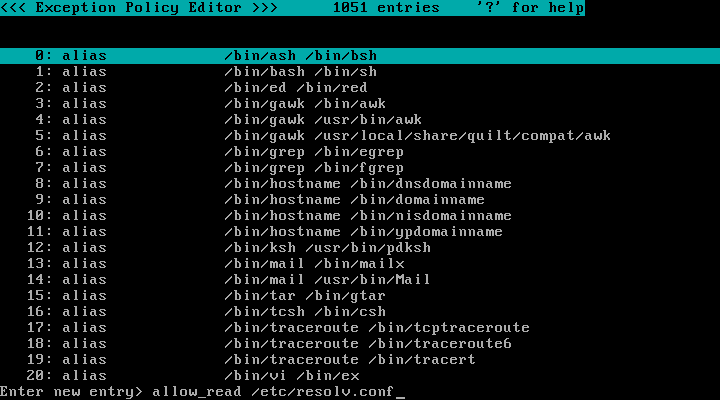 <<< Exception Policy Editor >>>      1051 entries    '?' for help
0: alias             /bin/ash /bin/bsh
1: alias             /bin/bash /bin/sh
2: alias             /bin/ed /bin/red
3: alias             /bin/gawk /bin/awk
4: alias             /bin/gawk /usr/bin/awk
5: alias             /bin/gawk /usr/local/share/quilt/compat/awk
6: alias             /bin/grep /bin/egrep
7: alias             /bin/grep /bin/fgrep
8: alias             /bin/hostname /bin/dnsdomainname
9: alias             /bin/hostname /bin/domainname
10: alias             /bin/hostname /bin/nisdomainname
11: alias             /bin/hostname /bin/ypdomainname
12: alias             /bin/ksh /usr/bin/pdksh
13: alias             /bin/mail /bin/mailx
14: alias             /bin/mail /usr/bin/Mail
15: alias             /bin/tar /bin/gtar
16: alias             /bin/tcsh /bin/csh
17: alias             /bin/traceroute /bin/tcptraceroute
18: alias             /bin/traceroute /bin/traceroute6
19: alias             /bin/traceroute /bin/tracert
20: alias             /bin/vi /bin/ex
Enter new entry> allow_read /etc/resolv.conf_